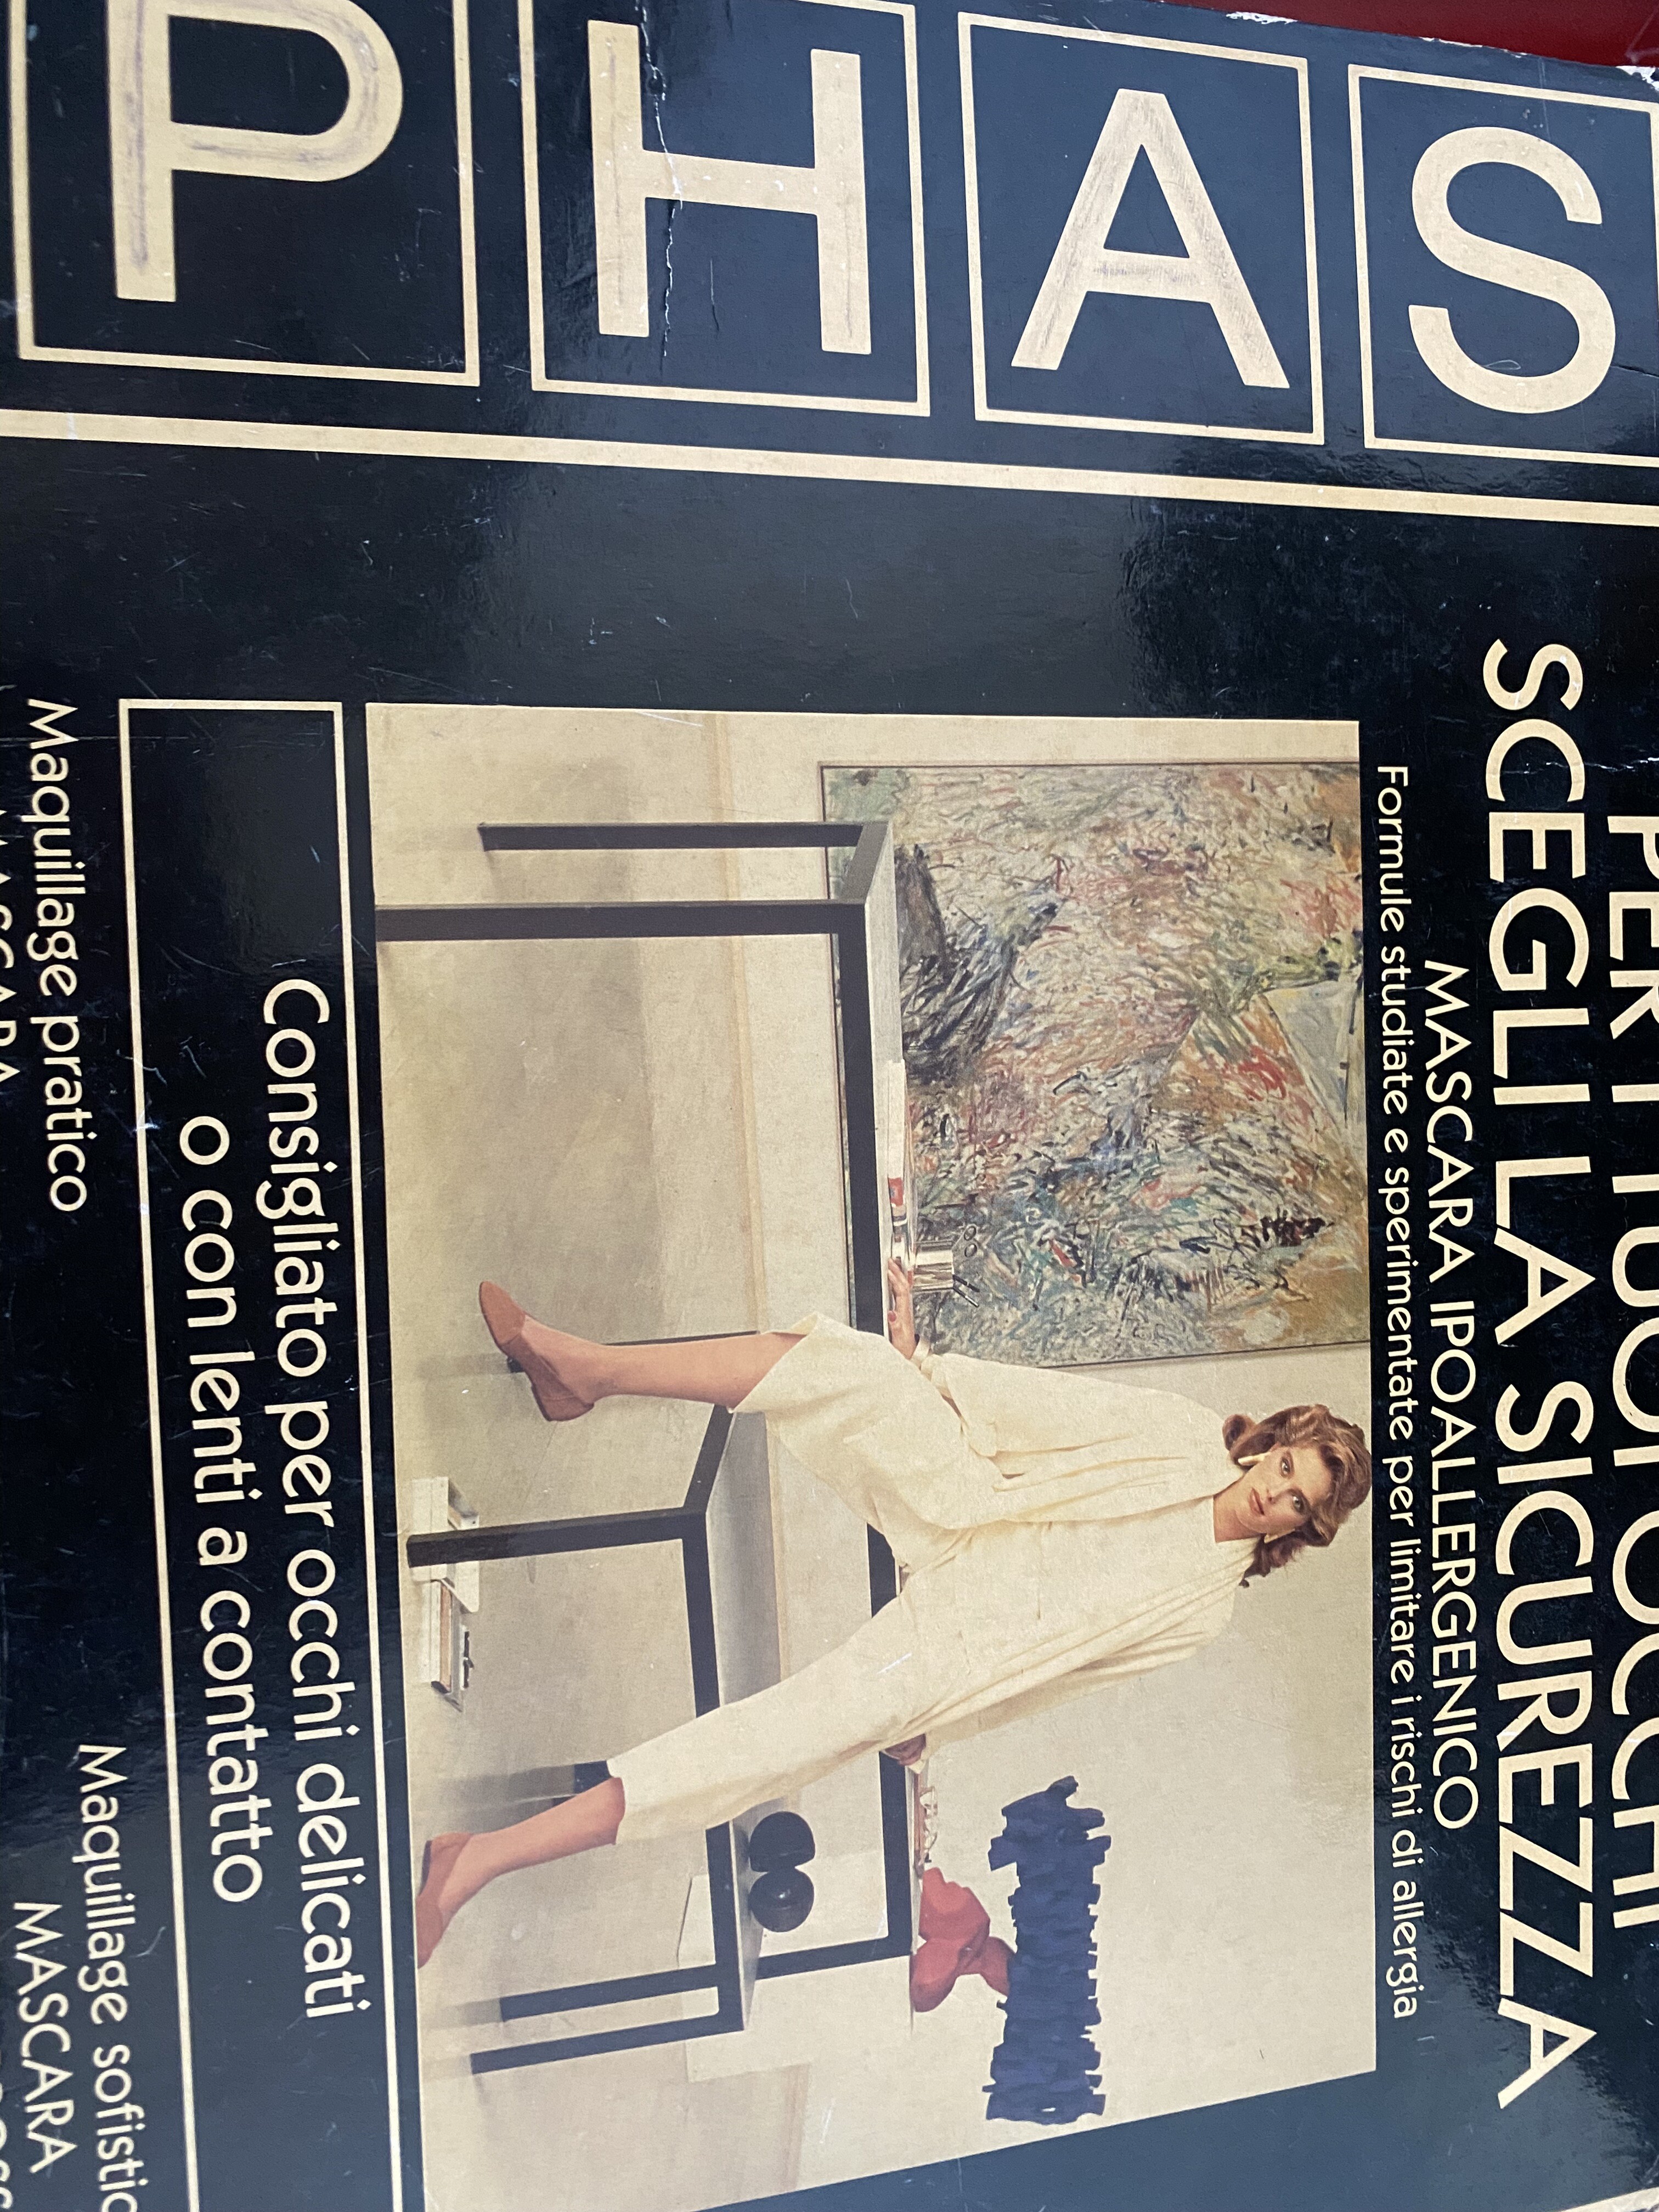 PHAS
PER I TUOI OCCHI
SCEGLI LA SICUREZZA
MASCARA IPOALLERGENICO
Formule studiate e sperimentate per limitare i rischi di allergia
Consigliato per occhi delicati
o con lenti a contatto
Maquillage pratico
MASCARA
Maquillage sofistic
MASCARA